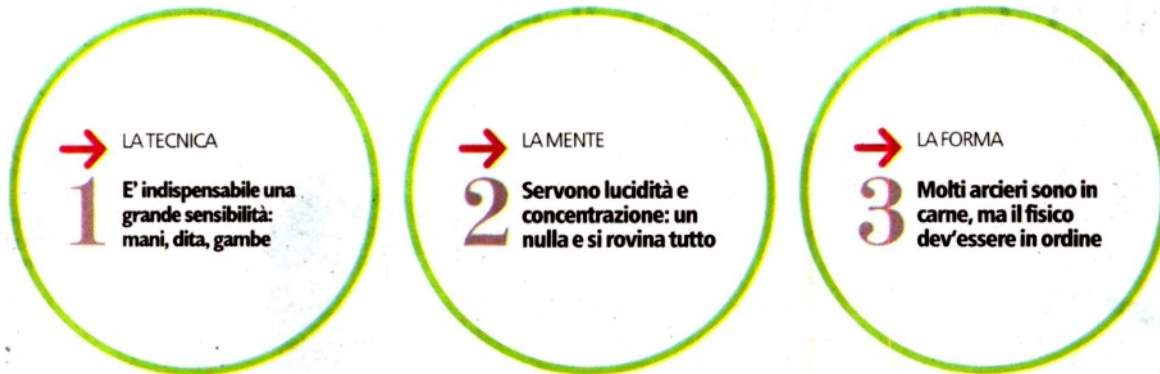 LA TECNICA
1
E' indispensabile una
grande sensibilità:
mani, dita, gambe
LA MENTE
2
Servono lucidità e
concentrazione: un
nulla e si rovina tutto
LA FORMA
3
Molti arcieri sono in
carne, ma il fisico
dev'essere in ordine